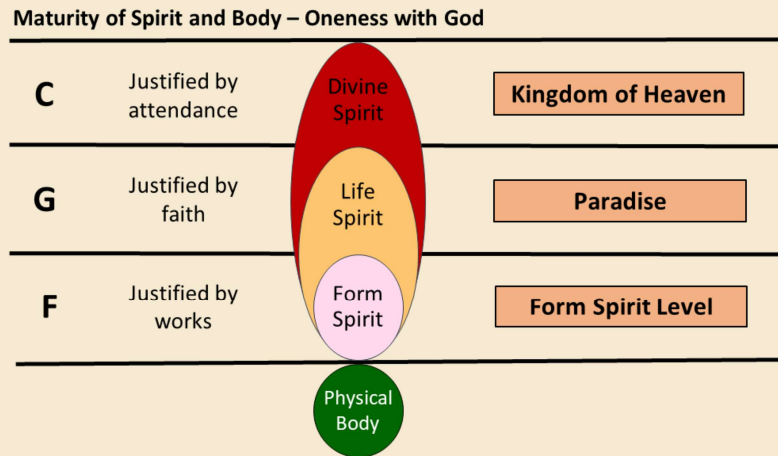 Maturity of Spirit and Body – Oneness with God
C
Justified by
attendance
Divine
Spirit
Kingdom of Heaven
G
Justified by
faith
Life
Spirit
Paradise
F
Justified by
works
Form
Spirit
Form Spirit Level
Physical
Body